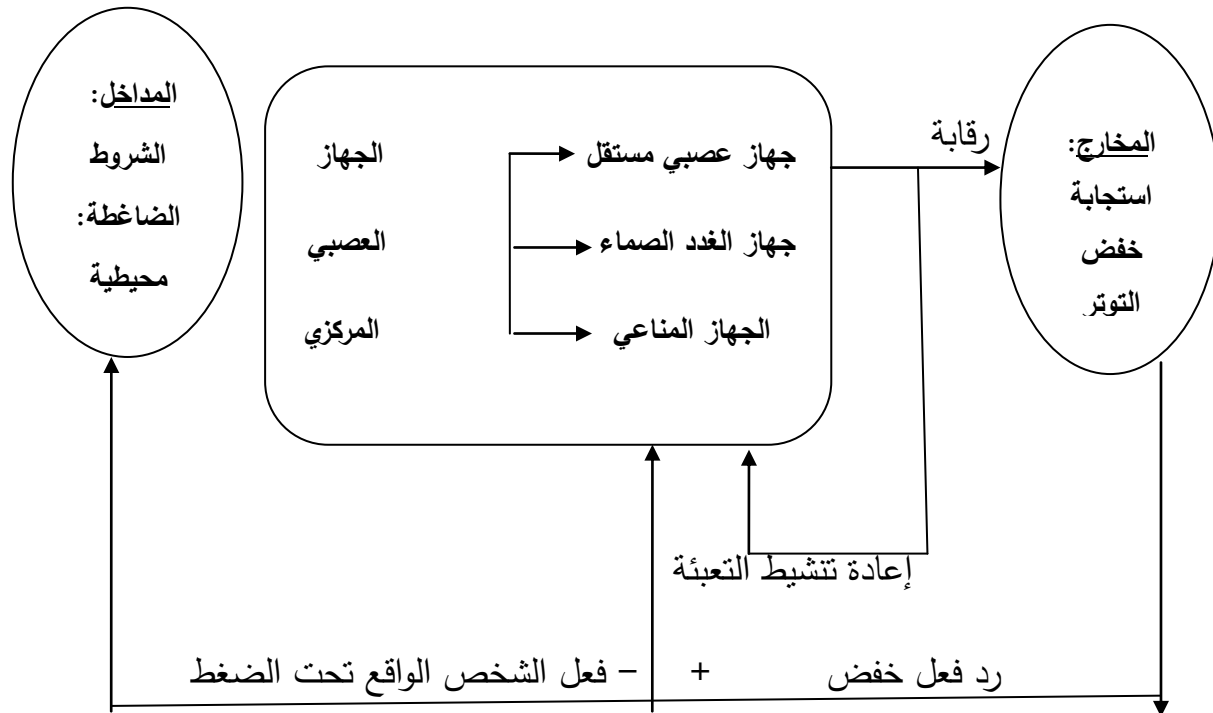 المداخل:
الشروط
الضاغطة:
محيطية
الجهاز
العصبي
المركزي
جهاز عصبي مستقل
جهاز الغدد الصماء
الجهاز المناعي
رقابة
المخارج:
استجابة
خفض
التوتر
إعادة تنشيط التعبئة
رد فعل خفض + – فعل الشخص الواقع تحت الضغط